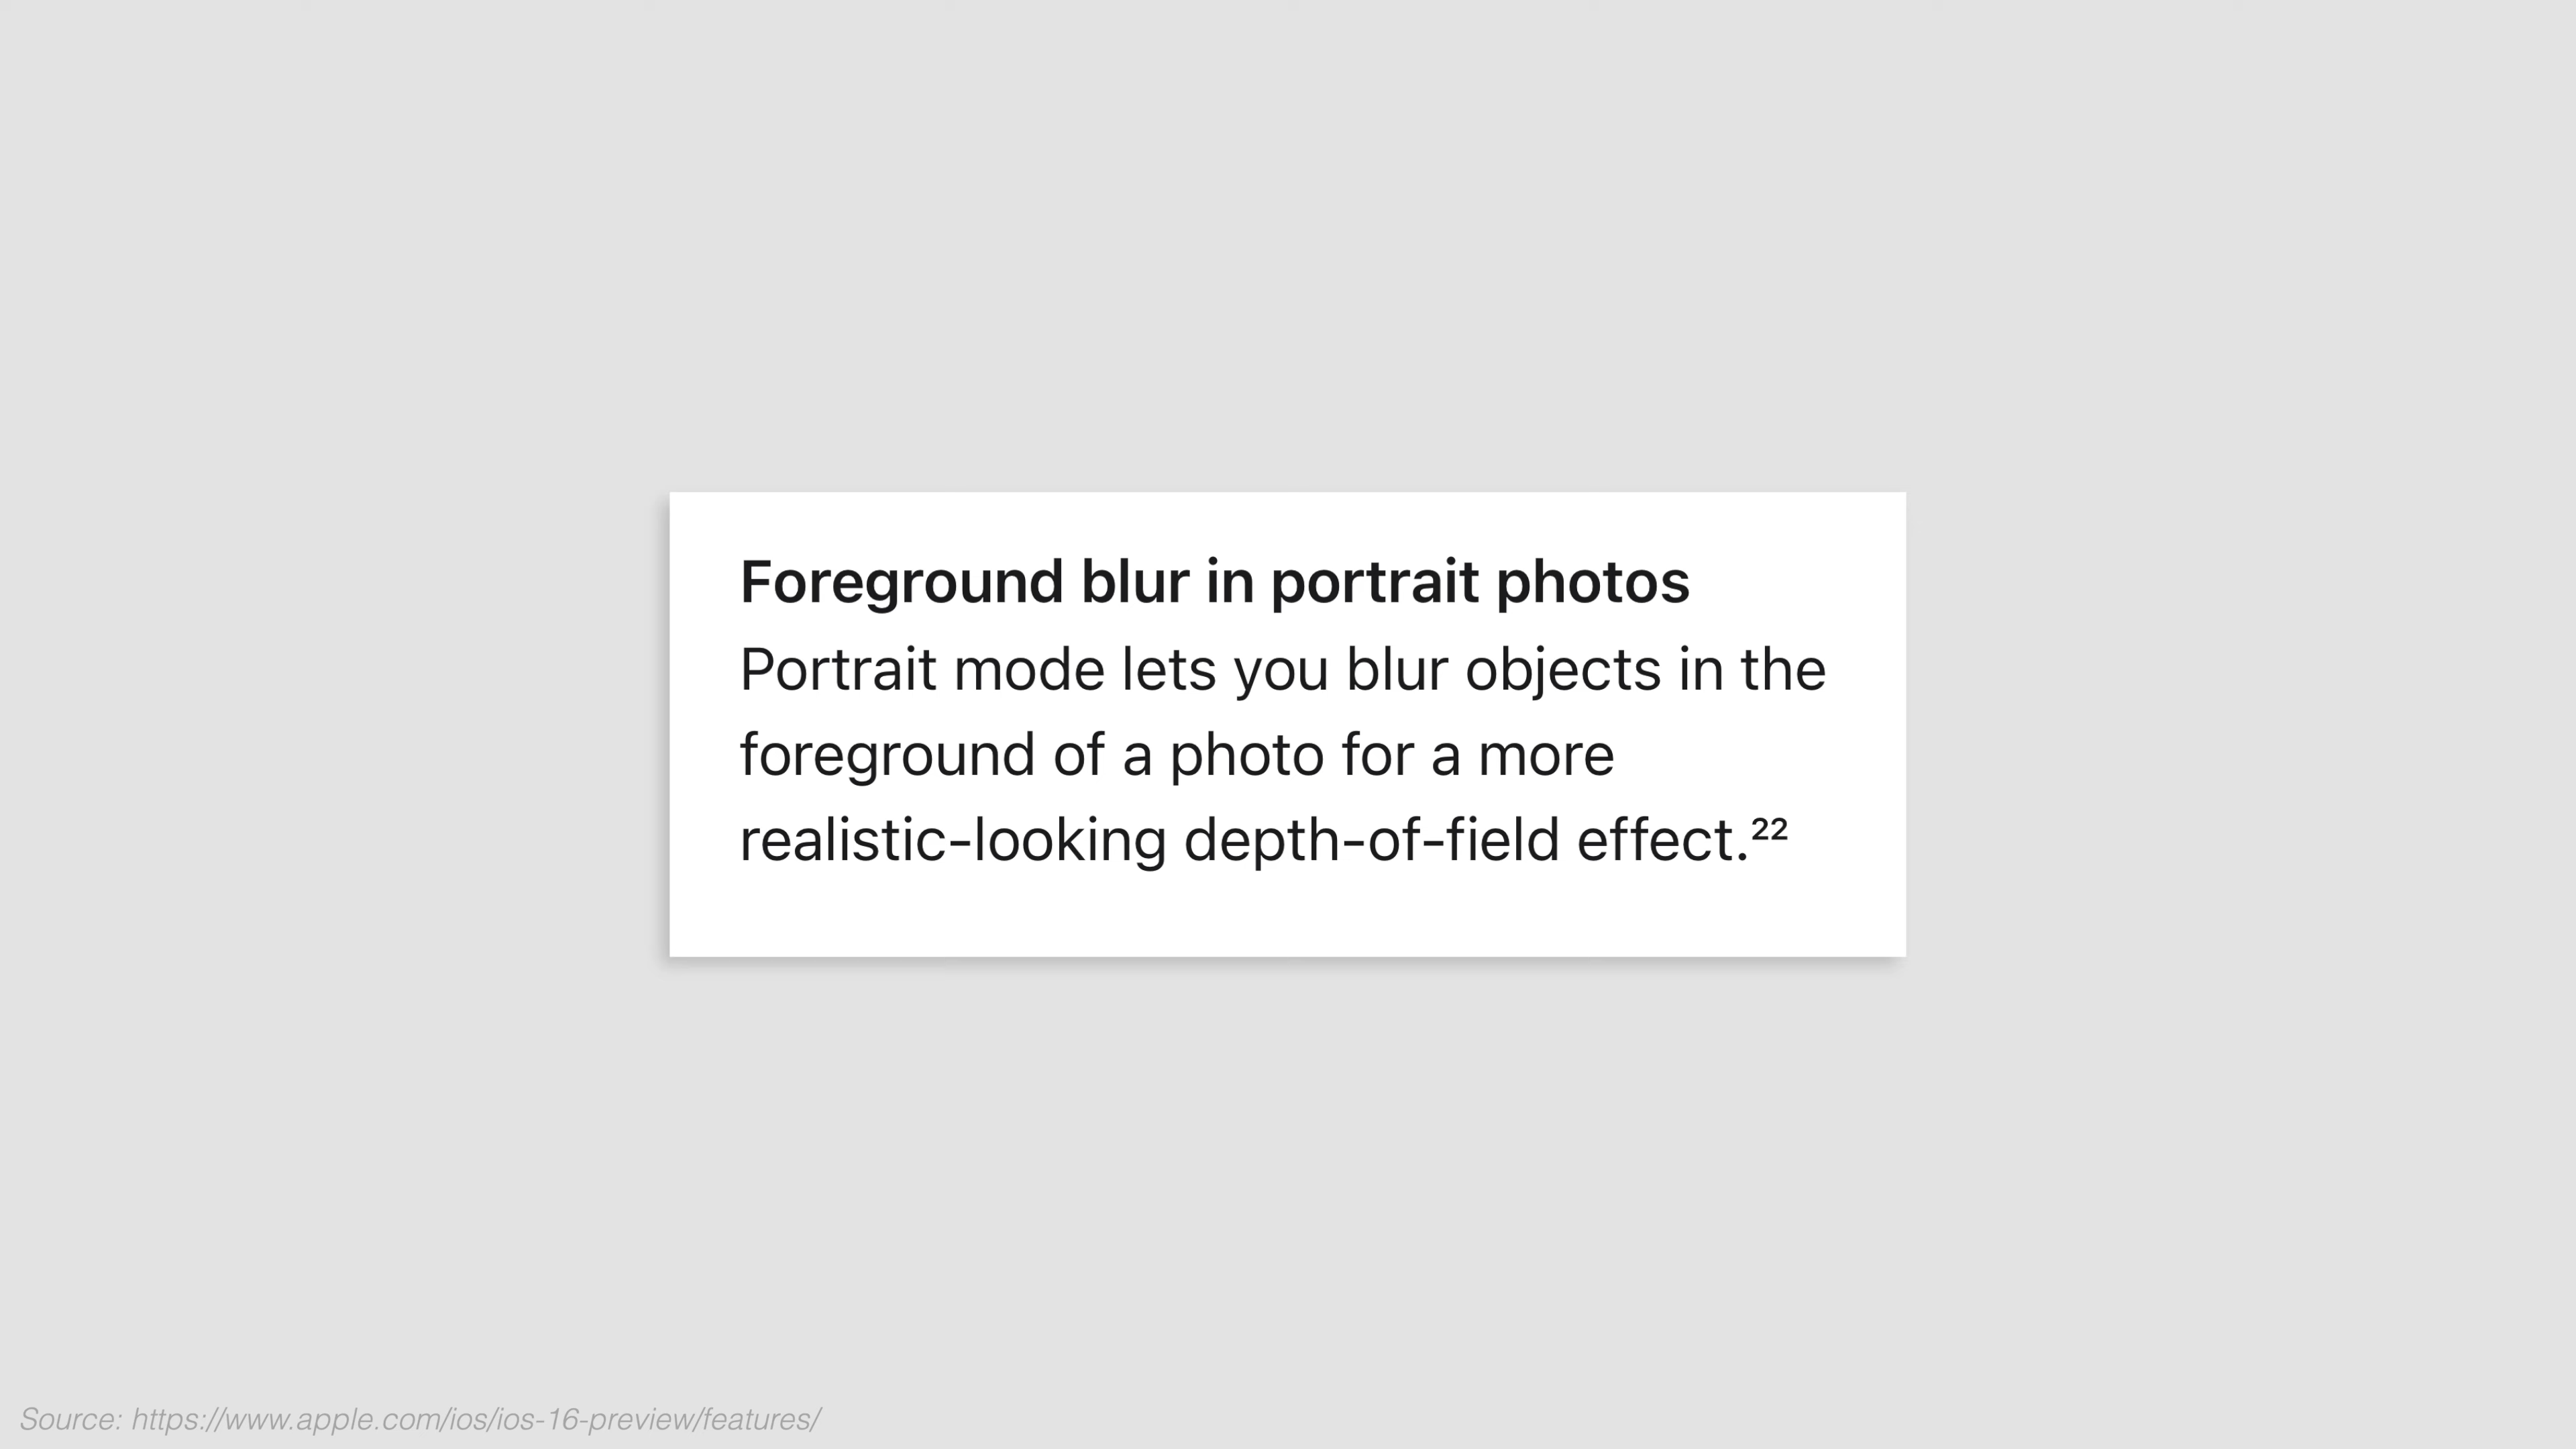 Foreground blur in portrait photos
Portrait mode lets you blur objects in the
foreground of a photo for a more
realistic-looking depth-of-field effect.²²
Source: https://www.apple.com/ios/ios-16-preview/features/